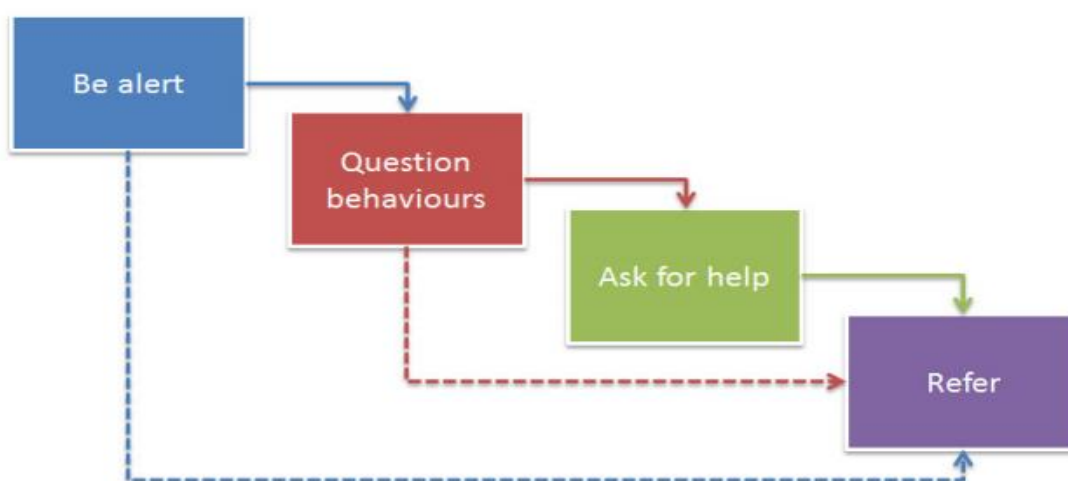 Be alert
Question
behaviours
Ask for help
Refer